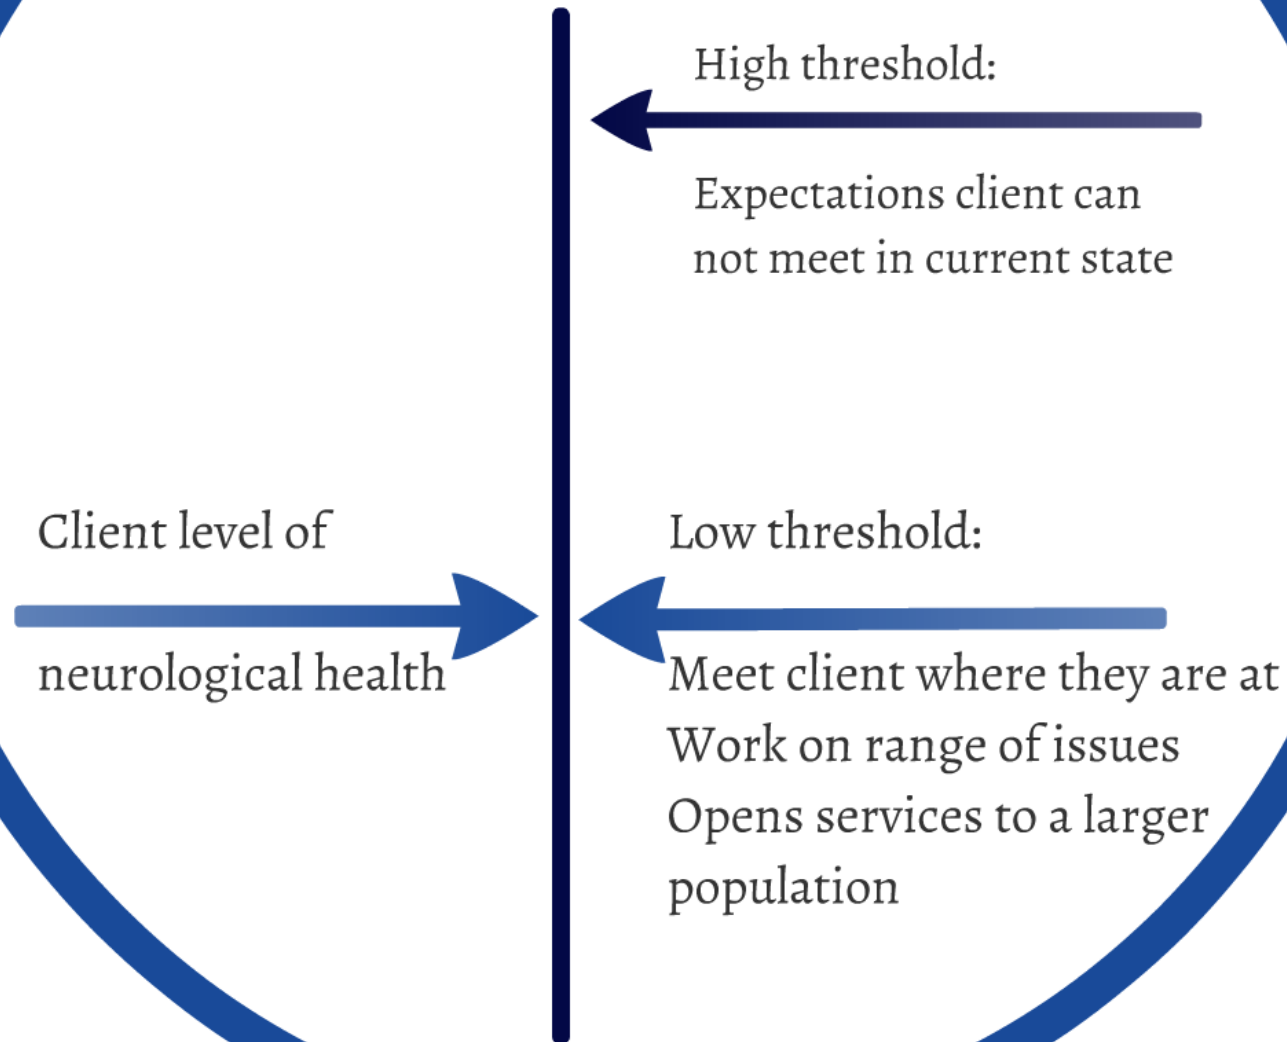 High threshold:
Expectations client can
not meet in current state
Client level of
neurological health
Low threshold:
Meet client where they are at
Work on range of issues
Opens services to a larger
population